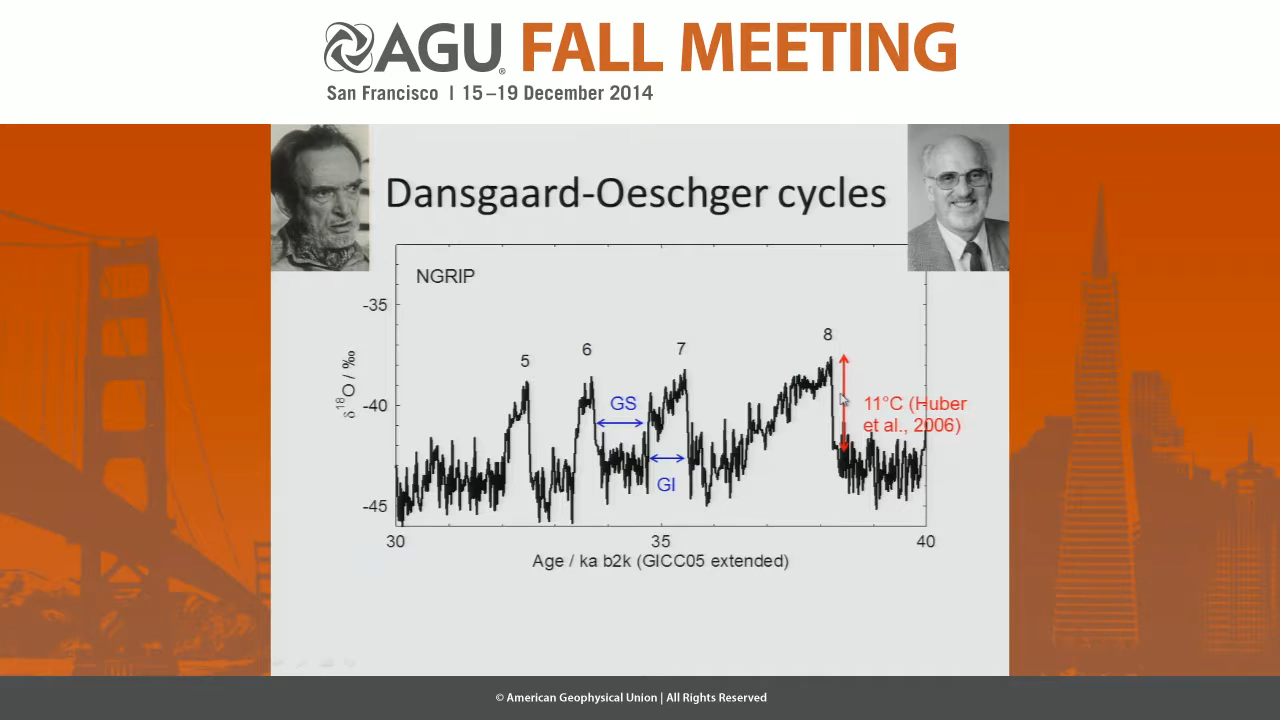 AGU® FALL MEETING
San Francisco | 15–19 December 2014
Dansgaard-Oeschger cycles
NGRIP
-35
-40
-45
δ18O / ‰
5
6
7
8
GS
GI
11°C (Huber
et al., 2006)
30
35
40
Age / ka b2k (GICC05 extended)
© American Geophysical Union | All Rights Reserved